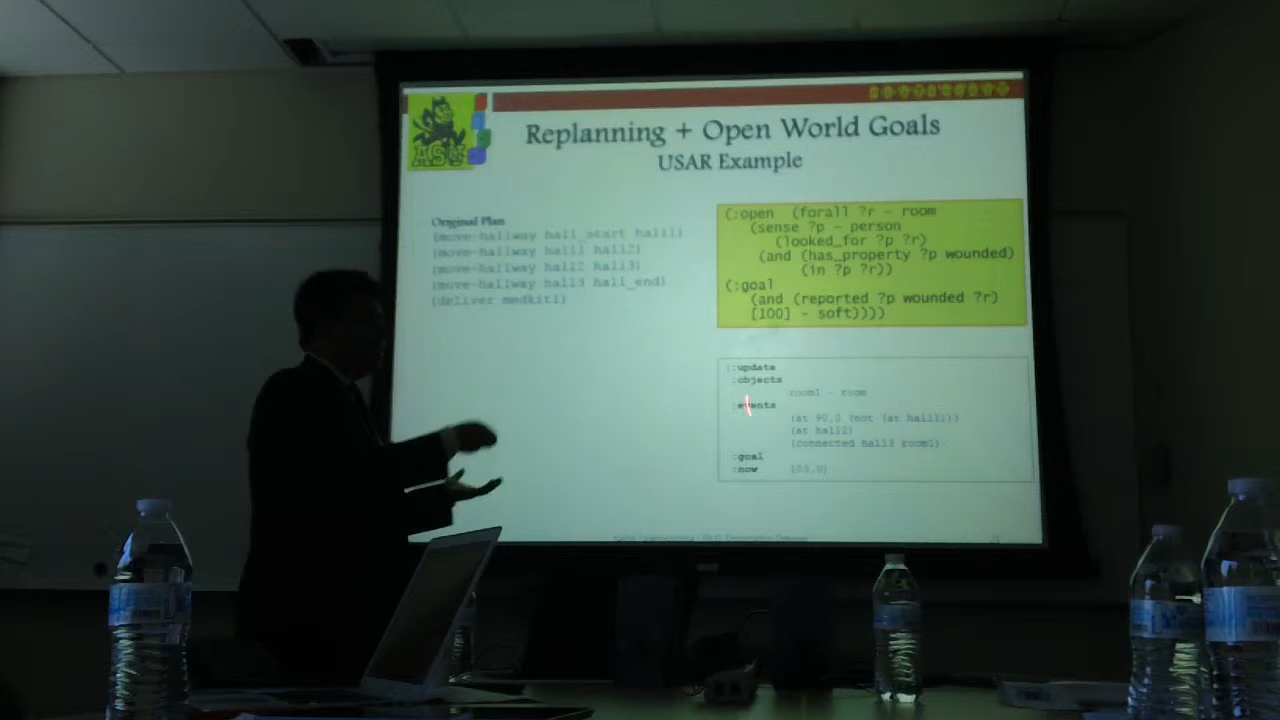 ASU
Replanning + Open World Goals
USAR Example
Original Plan
(move-hallway hall_start hall1)
(move-hallway hall1 hall2)
(move-hallway hall2 hall3)
(move-hallway hall3 hall_end)
(deliver medkit1)
(:open (forall ?r - room
(sense ?p - person
(looked_for ?p ?r)
(and (has_property ?p wounded)
(in ?p ?r))
(:goal
(and (reported ?p wounded ?r)
[100] - soft))))
(:update
:objects
room1 - room
:events
(at 90.0 (not (at hall1)))
(at hall2)
(connected hall3 room1)
:goal
:now 103.0)